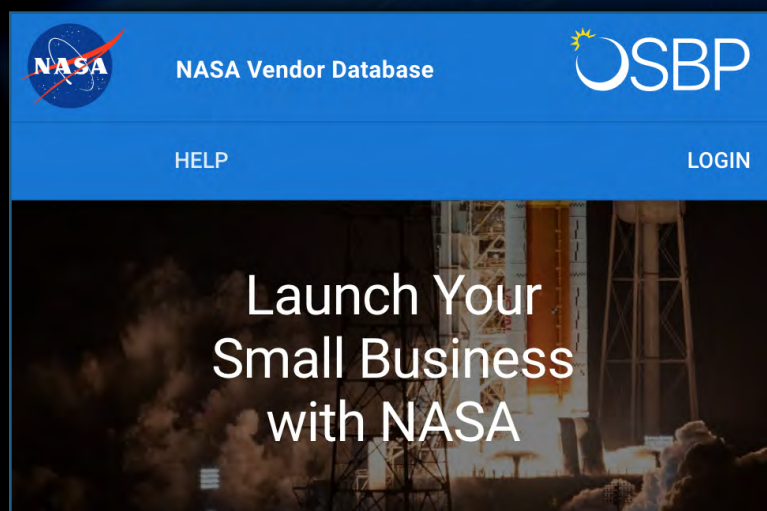 NASA
NASA Vendor Database
OSBP
HELP
LOGIN
Launch Your
Small Business
with NASA